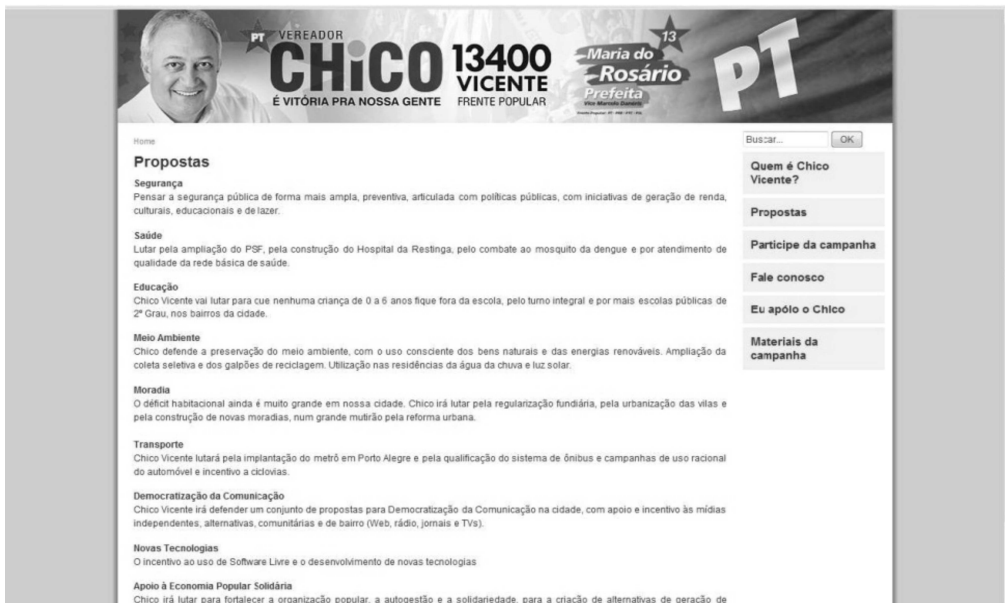 PT VEREADOR
CHiCO 13400
VICENTE
É VITÓRIA PRA NOSSA GENTE FRENTE POPULAR
13
Maria do
Rosário
Prefeita
PT
Home
Propostas
Segurança
Pensar a segurança pública de forma mais ampla, preventiva, articulada com políticas públicas, com iniciativas de geração de renda,
culturais, educacionais e de lazer.
Saúde
Lutar pela ampliação do PSF, pela construção do Hospital da Restinga, pelo combate ao mosquito da dengue e por atendimento de
qualidade da rede básica de saúde.
Educação
Chico Vicente vai lutar para que nenhuma criança de 0 a 6 anos fique fora da escola, pelo turno integral e por mais escolas públicas de
2º Grau, nos bairros da cidade.
Meio Ambiente
Chico defende a preservação do meio ambiente, com o uso consciente dos bens naturais e das energias renováveis. Ampliação da
coleta seletiva e dos galpões de reciclagem. Utilização nas residências da água da chuva e luz solar.
Moradia
O déficit habitacional ainda é muito grande em nossa cidade. Chico irá lutar pela regularização fundiária, pela urbanização das vilas e
pela construção de novas moradias, num grande mutirão pela reforma urbana.
Transporte
Chico Vicente lutará pela implantação do metrô em Porto Alegre e pela qualificação do sistema de ônibus e campanhas de uso racional
do automóvel e incentivo a ciclovias.
Democratização da Comunicação
Chico Vicente irá defender um conjunto de propostas para Democratização da Comunicação na cidade, com apoio e incentivo às mídias
independentes, alternativas, comunitárias e de bairro (Web, rádio, jornais e TVs).
Novas Tecnologias
O incentivo ao uso de Software Livre e o desenvolvimento de novas tecnologias
Apoio à Economia Popular Solidária
Chico irá lutar para fortalecer a organização popular, a autogestão e a solidariedade, para a criação de alternativas de geração de
Buscar... OK
Quem é Chico
Vicente?
Propostas
Participe da campanha
Fale conosco
Eu apóio o Chico
Materiais da
campanha